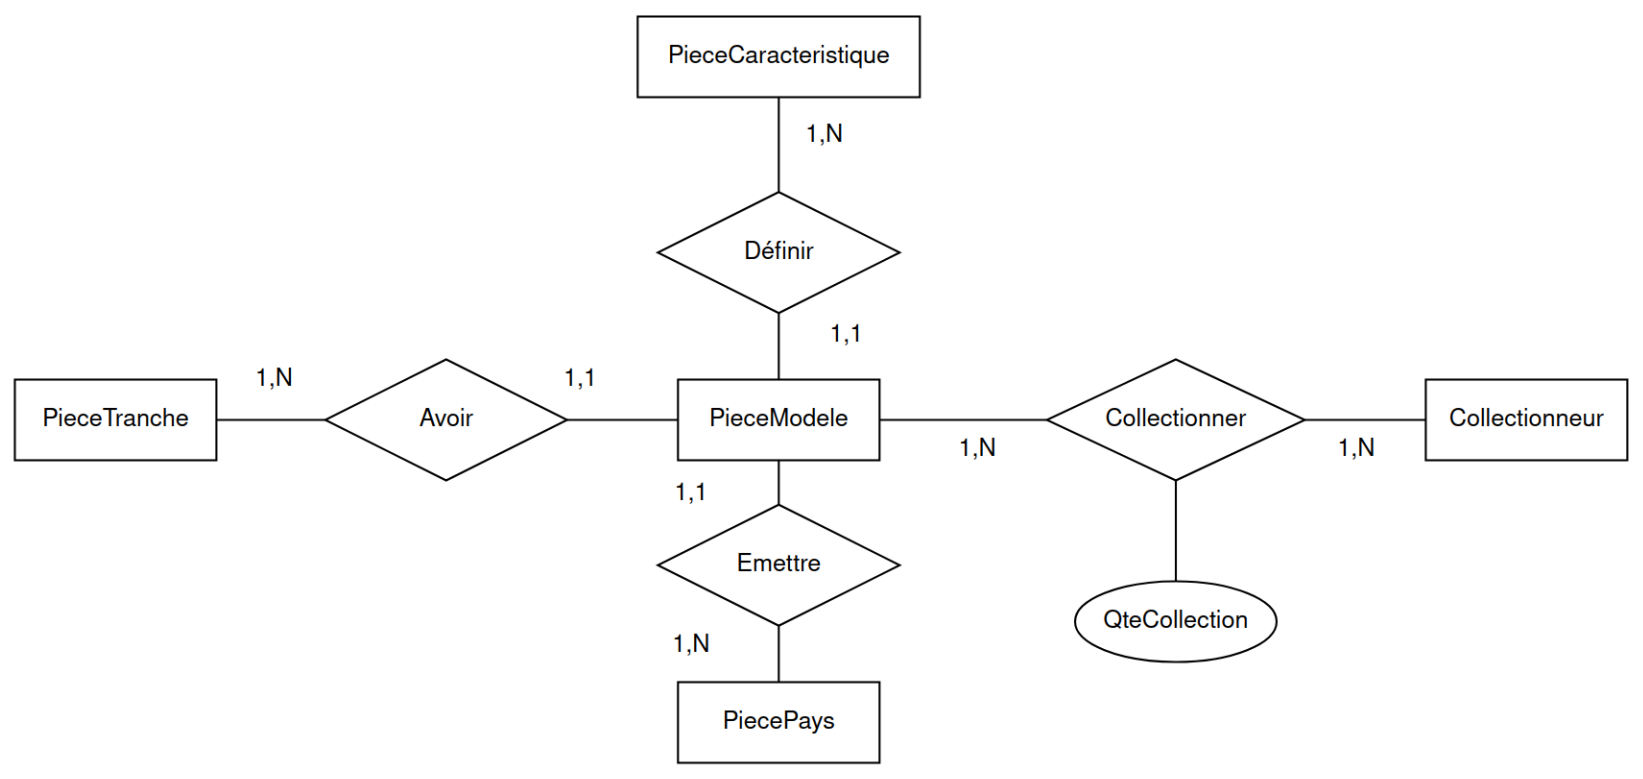 PieceCaracteristique
1,N
Définir
1,1
PieceTranche
1,N
Avoir
1,1
PieceModele
1,N
Collectionner
1,N
Collectionneur
1,1
Emettre
1,N
PiecePays
QteCollection